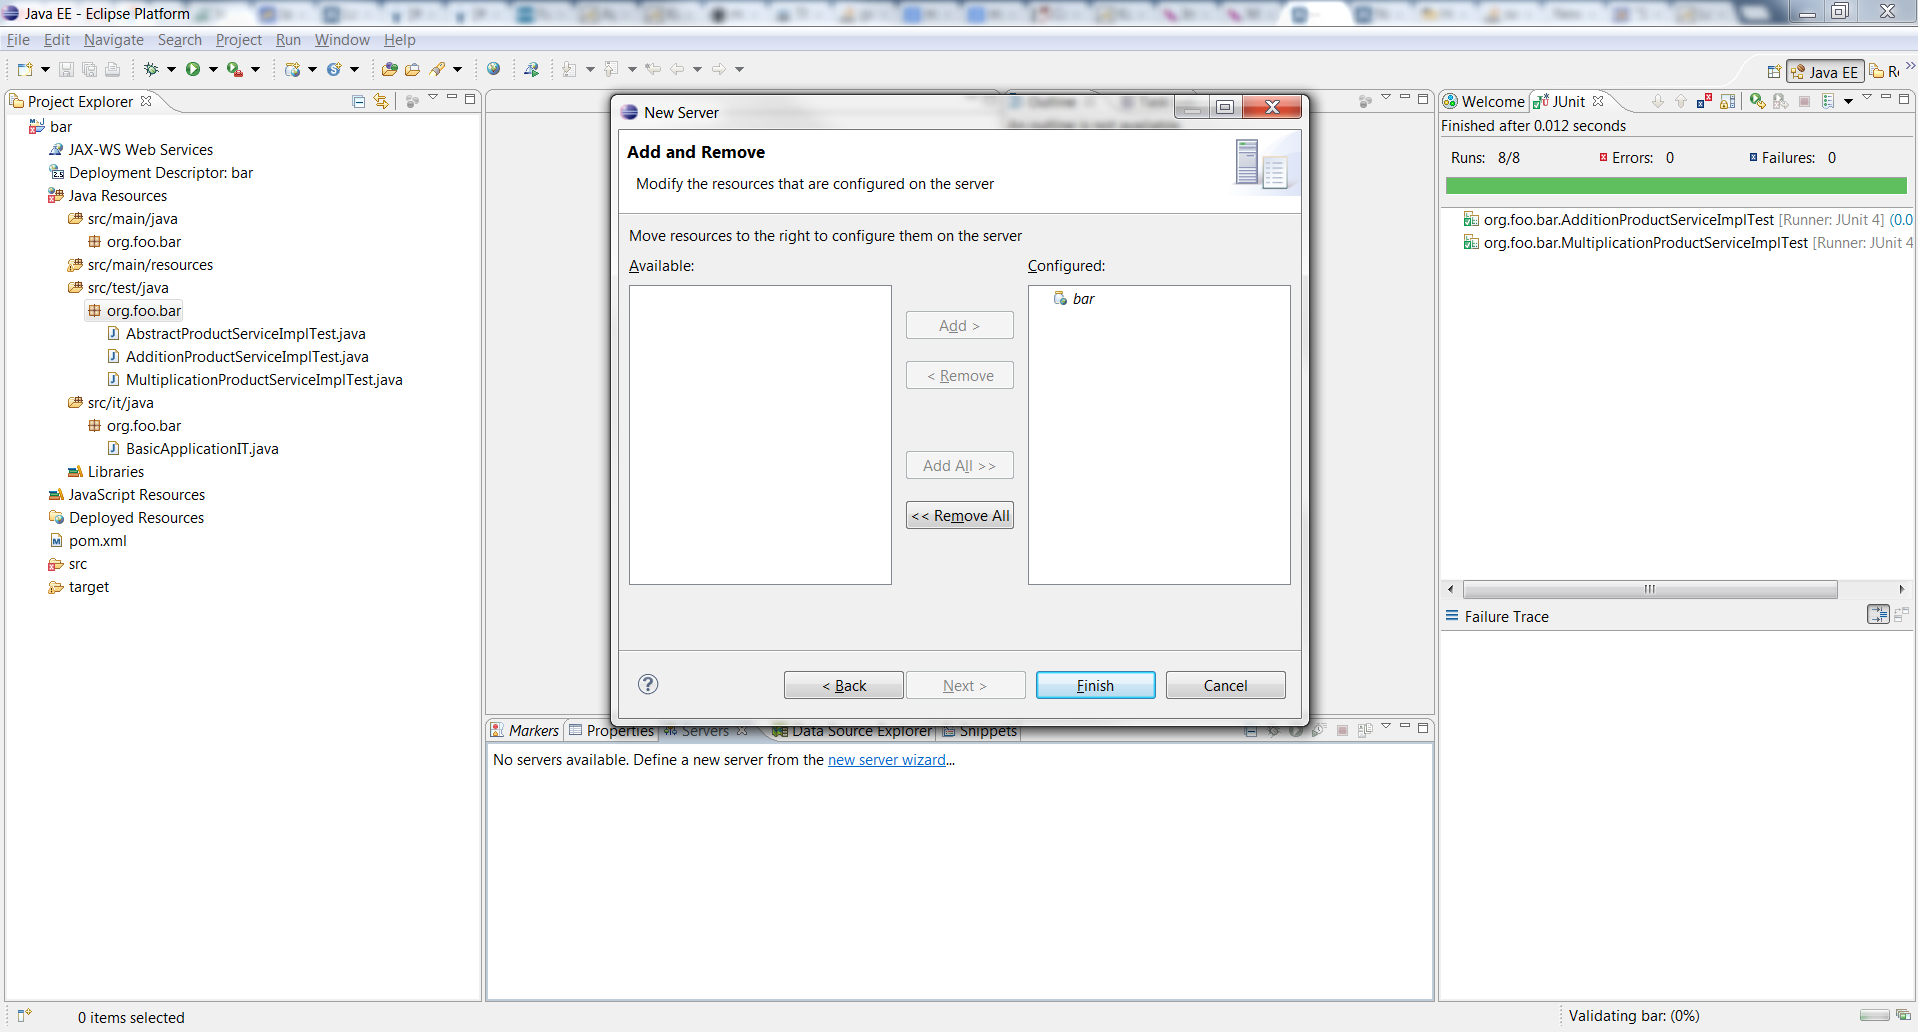 Java EE - Eclipse Platform
File Edit Navigate Search Project Run Window Help
Java EE
Project Explorer
bar
JAX-WS Web Services
Deployment Descriptor: bar
Java Resources
src/main/java
org.foo.bar
src/main/resources
src/test/java
org.foo.bar
AbstractProductServiceImplTest.java
AdditionProductServiceImplTest.java
MultiplicationProductServiceImplTest.java
src/it/java
org.foo.bar
BasicApplicationIT.java
Libraries
JavaScript Resources
Deployed Resources
pom.xml
src
target
New Server
Add and Remove
Modify the resources that are configured on the server
Move resources to the right to configure them on the server
Available:
Configured:
bar
Add >
< Remove
Add All >>
<< Remove All
< Back
Next >
Finish
Cancel
Markers Properties Servers Data Source Explorer Snippets
No servers available. Define a new server from the new server wizard...
Welcome JUnit
Finished after 0.012 seconds
Runs: 8/8 Errors: 0 Failures: 0
org.foo.bar.AdditionProductServiceImplTest [Runner: JUnit 4] (0.0
org.foo.bar.MultiplicationProductServiceImplTest [Runner: JUnit 4
Failure Trace
0 items selected
Validating bar: (0%)